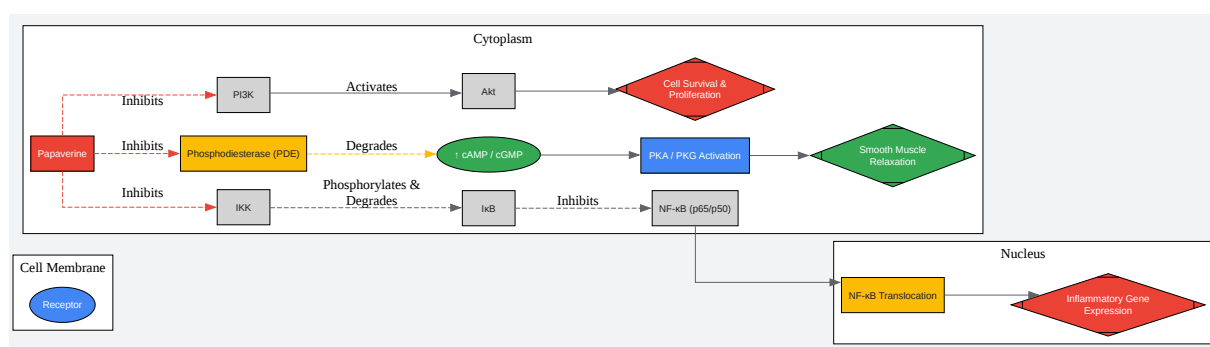 Cytoplasm
Inhibits
PI3K
Activates
Akt
Cell Survival &
Proliferation
Papaverine
Inhibits
Phosphodiesterase (PDE)
Degrades
↑ cAMP / cGMP
PKA / PKG Activation
Smooth Muscle
Relaxation
Inhibits
IKK
Phosphorylates &
Degrades
IκB
Inhibits
NF-κB (p65/p50)
Cell Membrane
Receptor
Nucleus
NF-κB Translocation
Inflammatory Gene
Expression